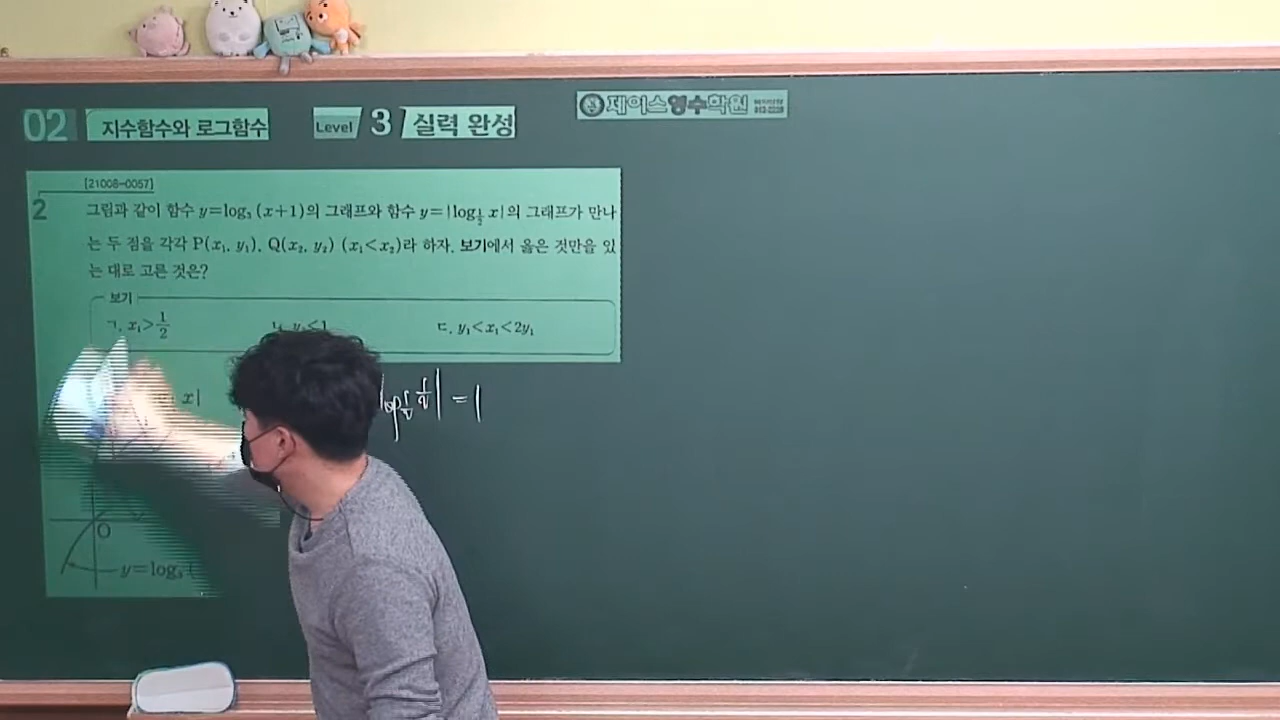 02 지수함수와 로그함수 Level 3 실력 완성
제이스영수학원
[21008-0057]
2 그림과 같이 함수 y=log₃(x+1)의 그래프와 함수 y=|log_{1/2} x|의 그래프가 만나
는 두 점을 각각 P(x₁, y₁), Q(x₂, y₂) (x₁<x₂)라 하자. 보기에서 옳은 것만을 있
는 대로 고른 것은?
보기
ㄱ. x₁>1/2 ㄷ. y₁<x₁<2y₁
x|
1/2| =1
O
y=log₃